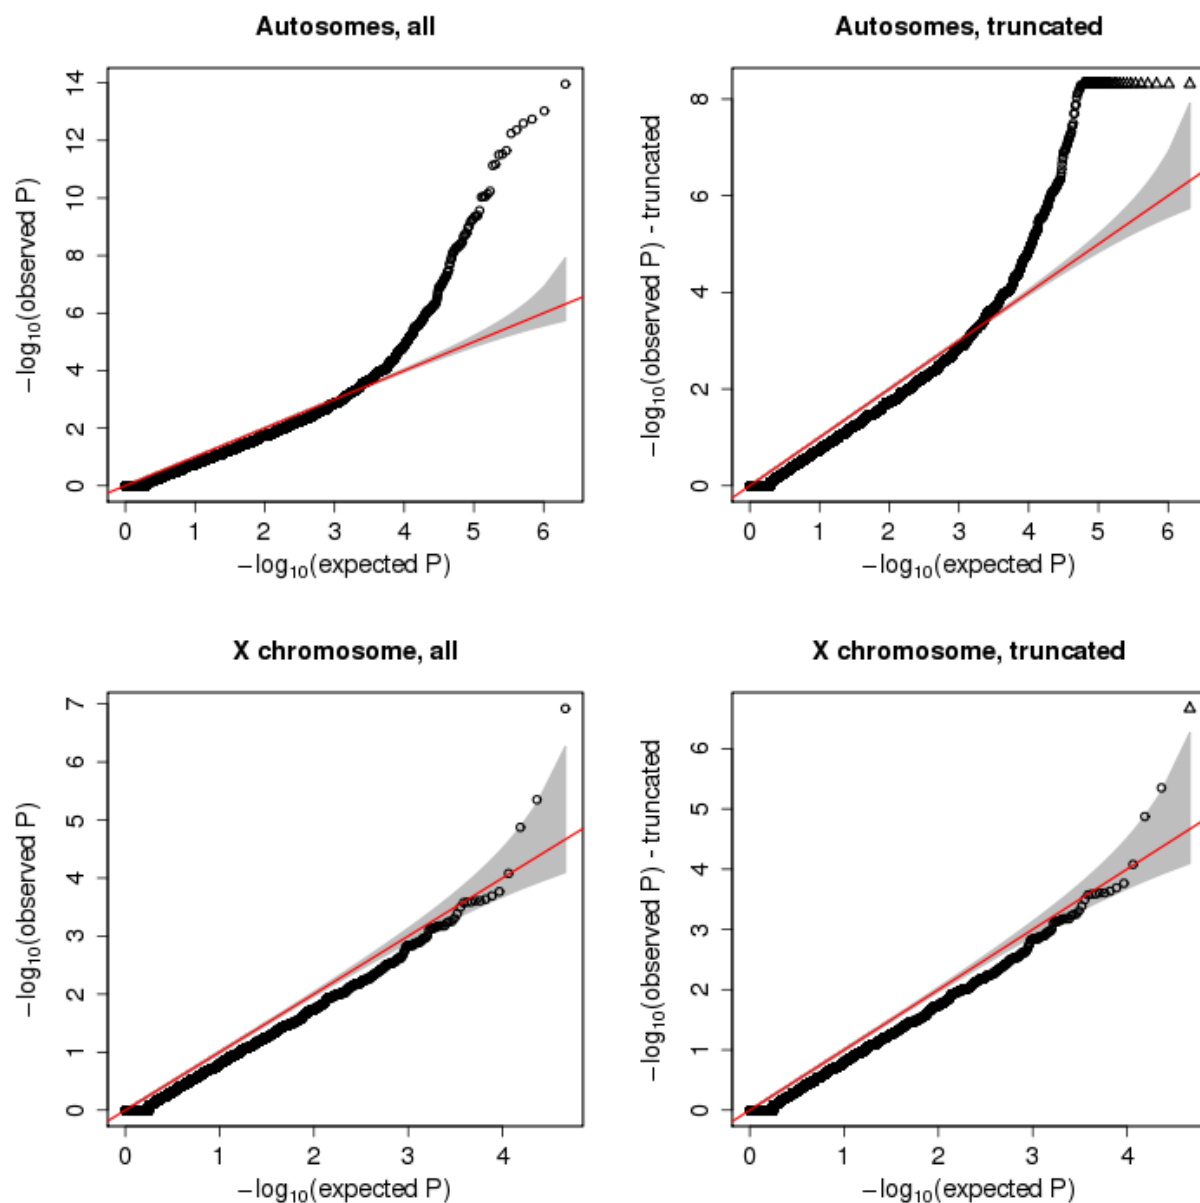 Autosomes, all
−log10(observed P)
0 2 4 6 8 10 12 14
0 1 2 3 4 5 6
−log10(expected P)
Autosomes, truncated
−log10(observed P) - truncated
0 2 4 6 8
0 1 2 3 4 5 6
−log10(expected P)
X chromosome, all
−log10(observed P)
0 1 2 3 4 5 6 7
0 1 2 3 4
−log10(expected P)
X chromosome, truncated
−log10(observed P) - truncated
0 1 2 3 4 5 6
0 1 2 3 4
−log10(expected P)